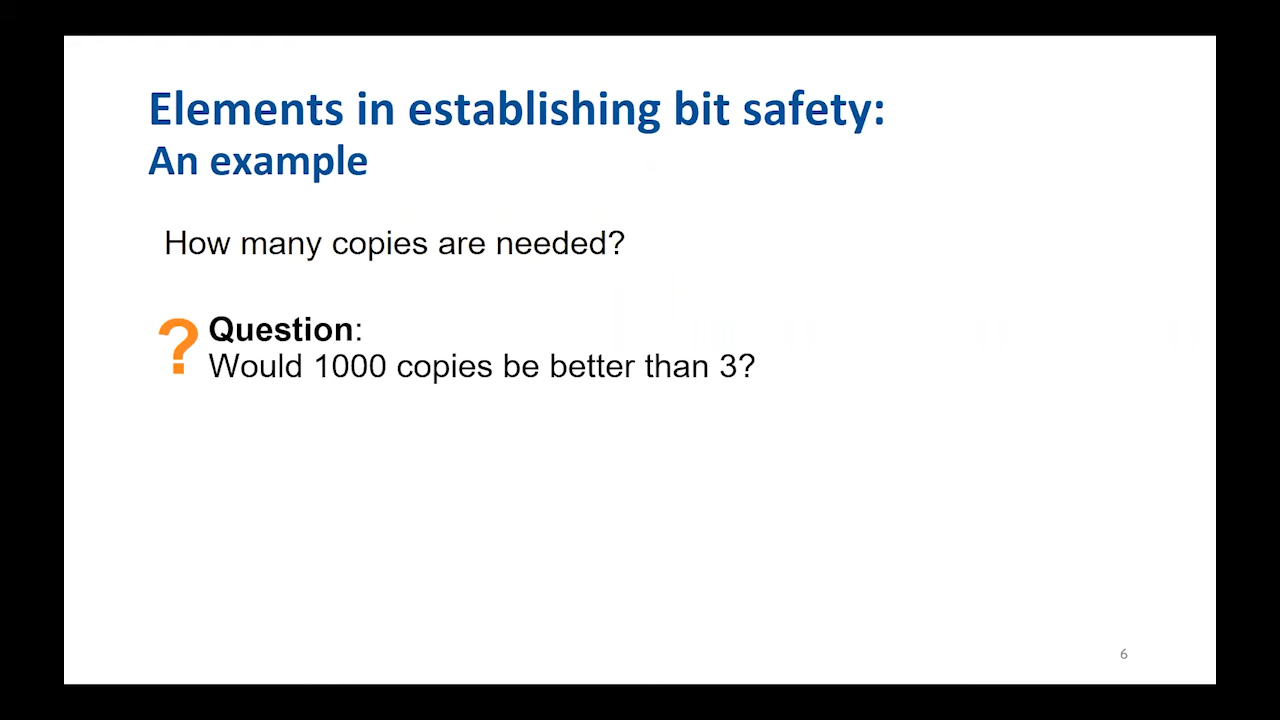 Elements in establishing bit safety:
An example
How many copies are needed?
? Question:
Would 1000 copies be better than 3?
6